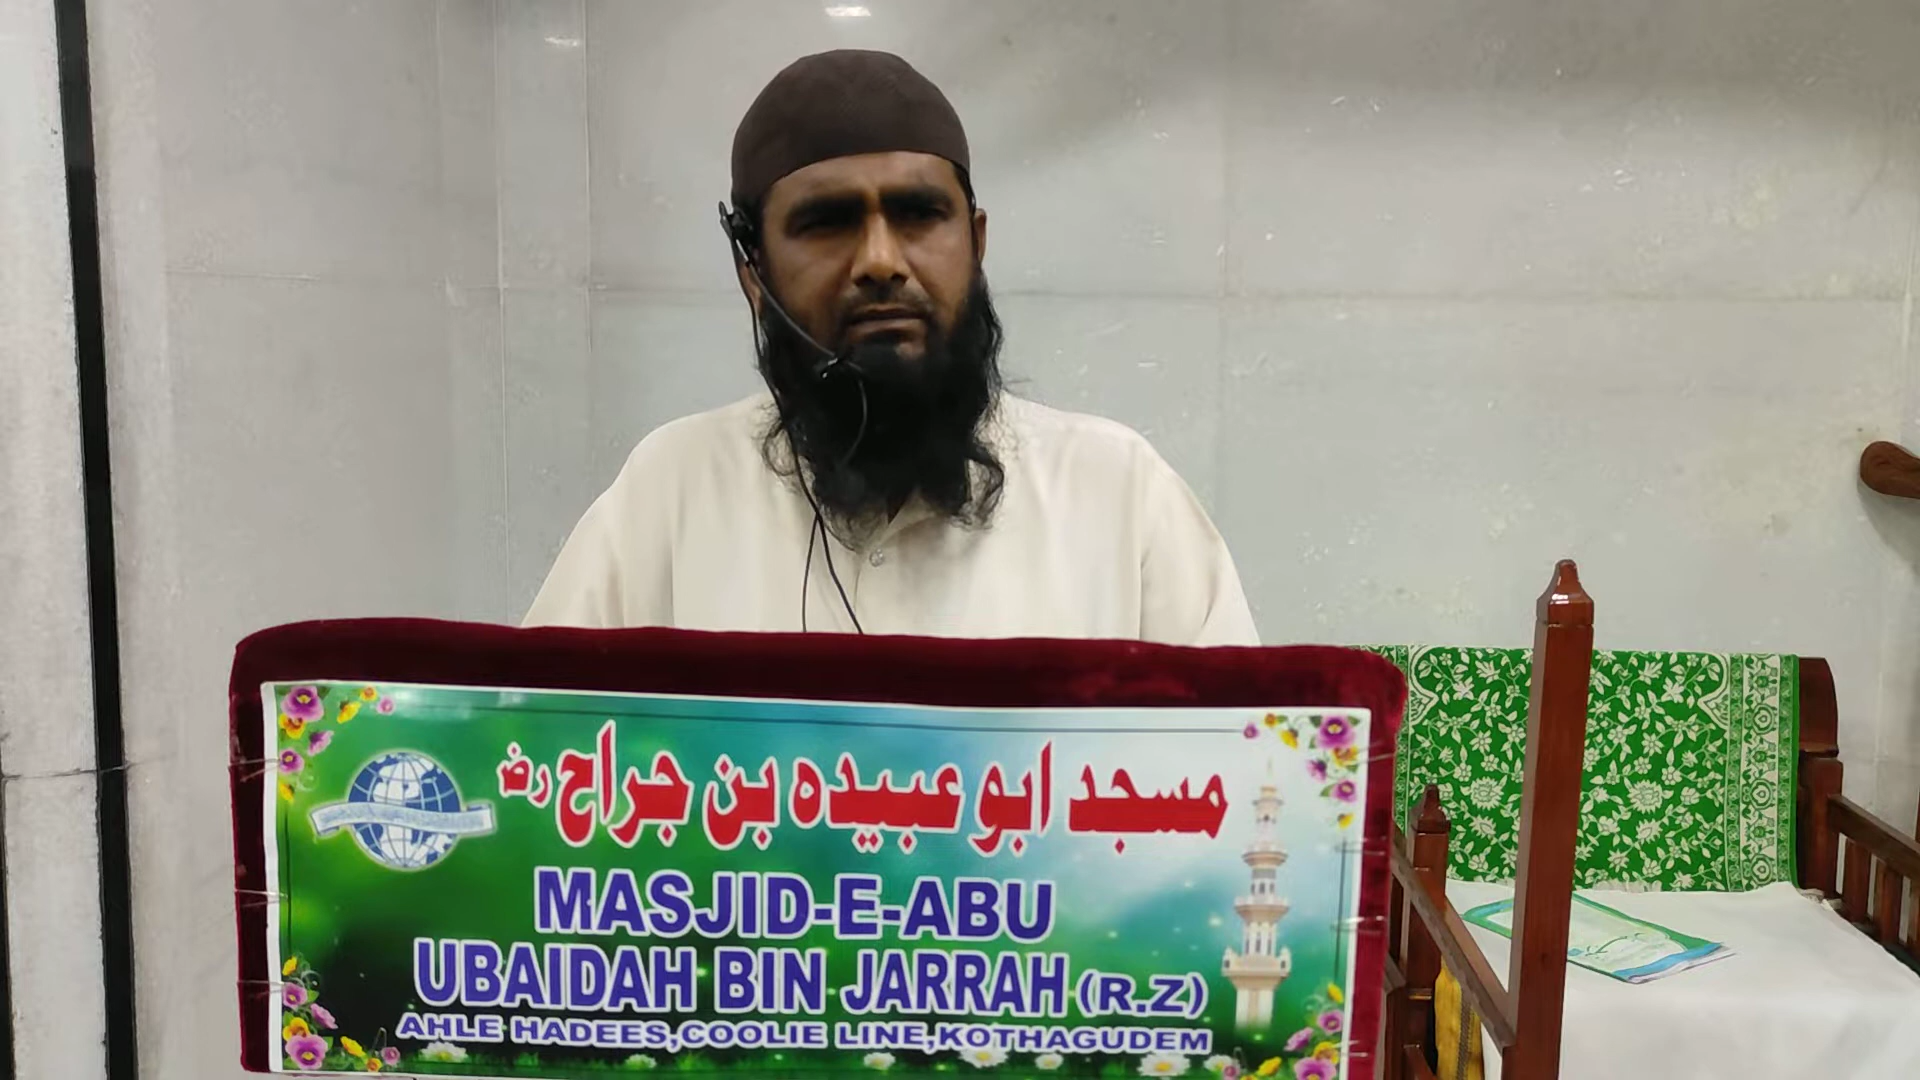 مسجد ابو عبیدہ بن جراح رض
MASJID-E-ABU
UBAIDAH BIN JARRAH (R.Z)
AHLE HADEES,COOLIE LINE,KOTHAGUDEM